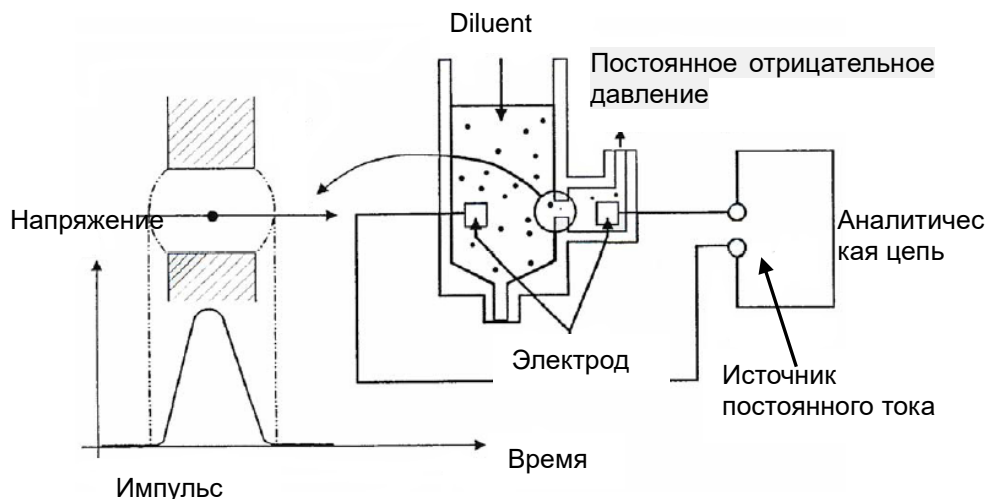 Diluent
Постоянное отрицательное
давление
Напряжение
Аналитичес
кая цепь
Электрод
Источник
постоянного тока
Время
Импульс